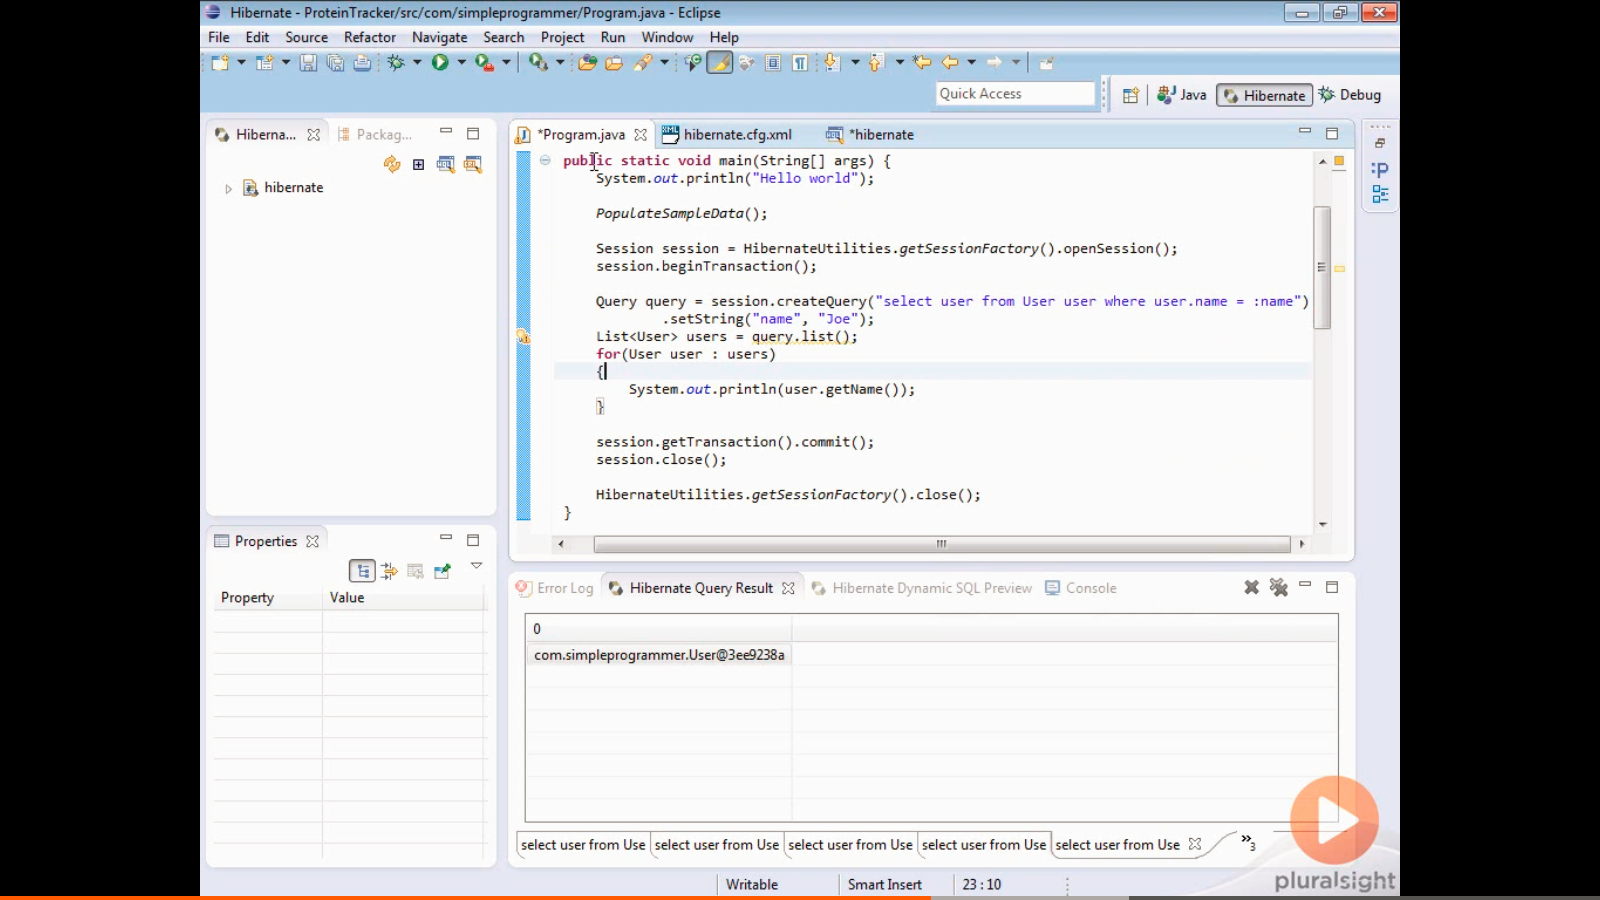 Hibernate - ProteinTracker/src/com/simpleprogrammer/Program.java - Eclipse
File Edit Source Refactor Navigate Search Project Run Window Help
Quick Access
Java Hibernate Debug
Hiberna... Packag...
hibernate
*Program.java hibernate.cfg.xml *hibernate
public static void main(String[] args) {
System.out.println("Hello world");
PopulateSampleData();
Session session = HibernateUtilities.getSessionFactory().openSession();
session.beginTransaction();
Query query = session.createQuery("select user from User user where user.name = :name")
.setString("name", "Joe");
List<User> users = query.list();
for(User user : users)
{
System.out.println(user.getName());
}
session.getTransaction().commit();
session.close();
HibernateUtilities.getSessionFactory().close();
}
Properties
Property Value
Error Log Hibernate Query Result Hibernate Dynamic SQL Preview Console
0
com.simpleprogrammer.User@3ee9238a
select user from Use select user from Use select user from Use select user from Use select user from Use »3
Writable Smart Insert 23 : 10
pluralsight